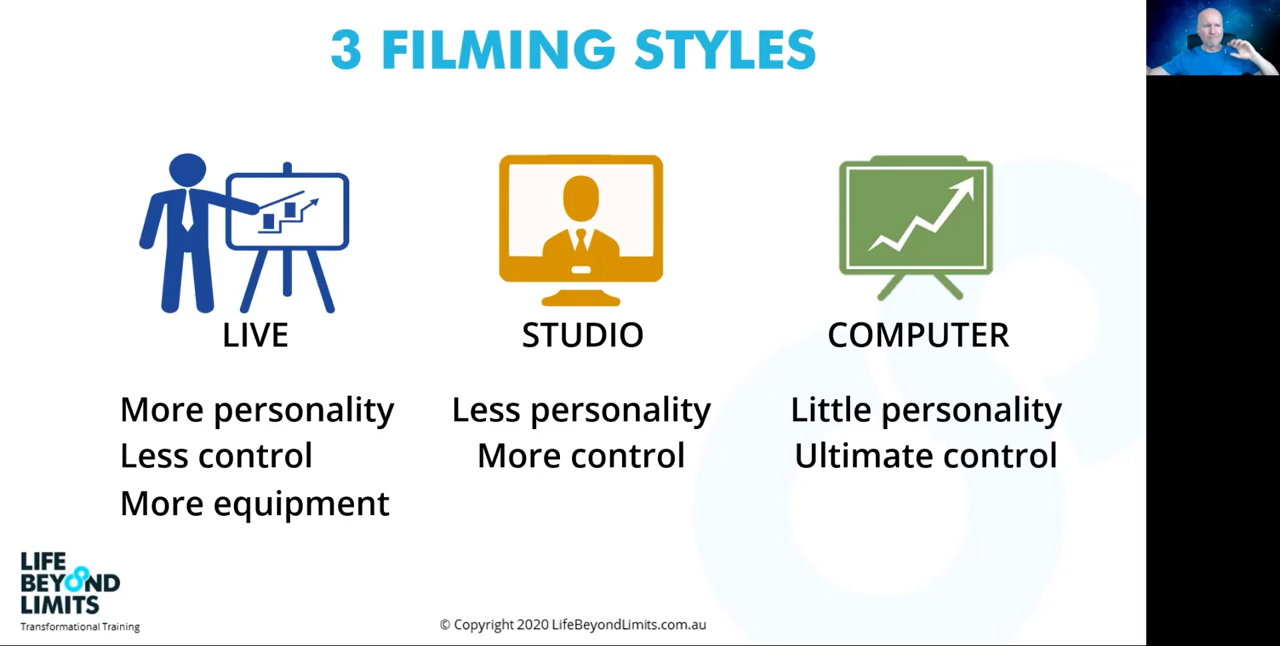 3 FILMING STYLES
LIVE
STUDIO
COMPUTER
More personality
Less control
More equipment
Less personality
More control
Little personality
Ultimate control
LIFE
BEYOND
LIMITS
Transformational Training
© Copyright 2020 LifeBeyondLimits.com.au